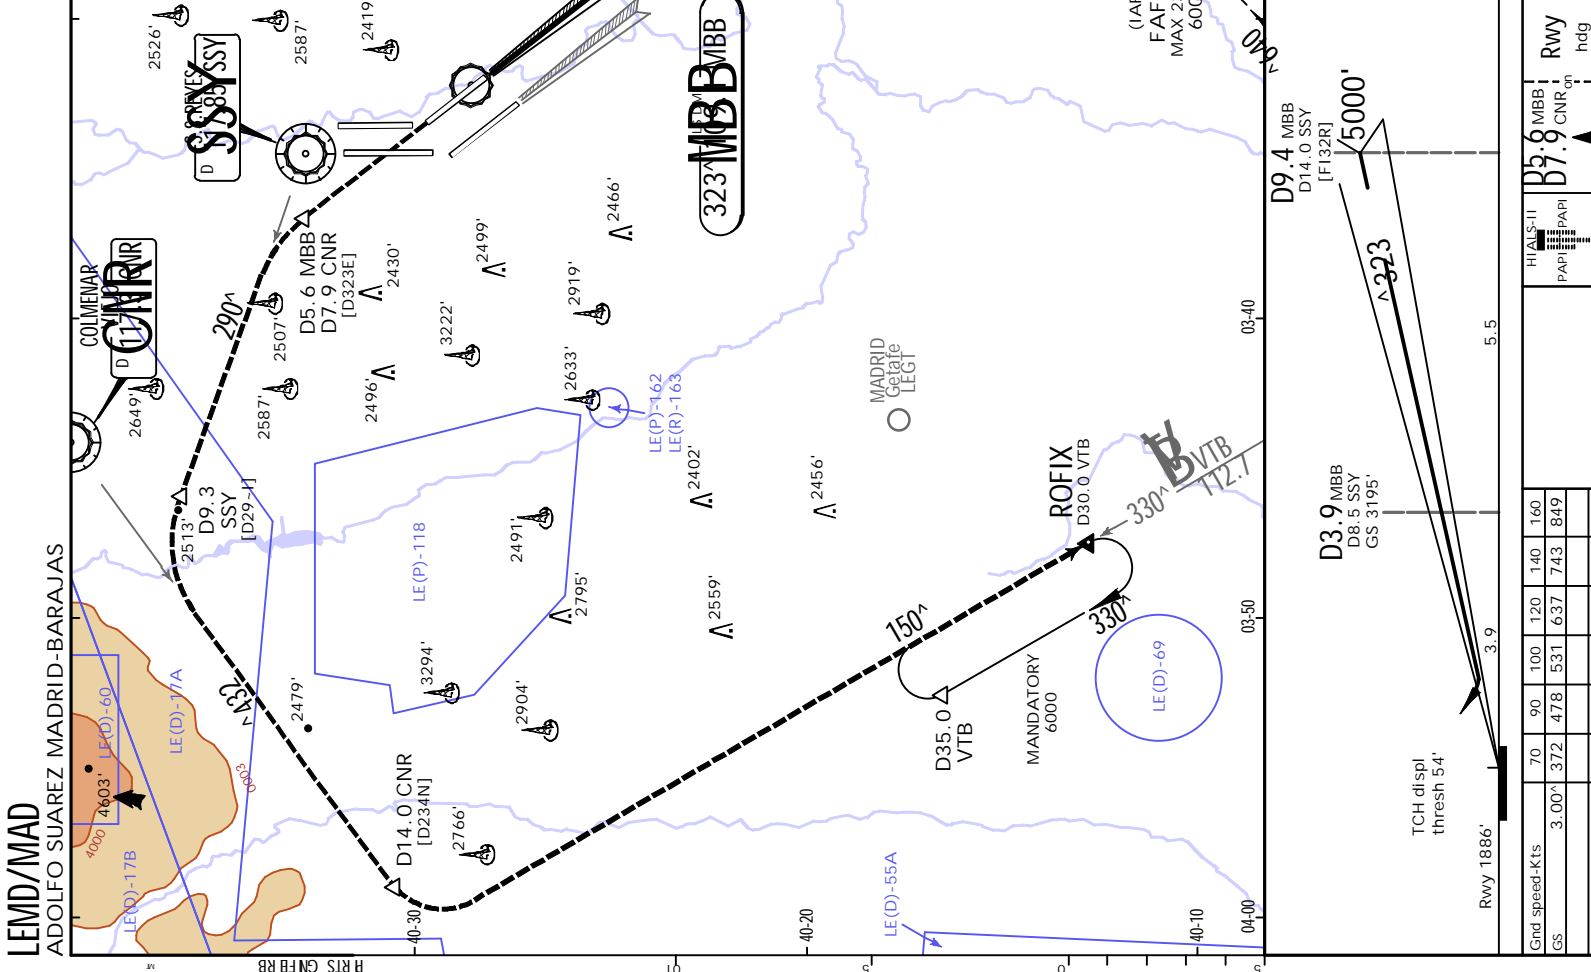 LEMD/MAD
ADOLFO SUAREZ MADRID-BARAJAS
2526'
2587'
2419'
SSY
D
COLMENAR
CNR
D
2649'
290^
2507'
2587'
D5.6 MBB
D7.9 CNR
[D323E]
2430'
2499'
2466'
2496'
3222'
2919'
2633'
LE(P)-162
LE(R)-163
323^
MBB
MADRID
Getafe
LEGT
2513'
D9.3
SSY
LE(P)-118
2491'
2402'
2456'
2795'
2559'
3294'
2904'
2479'
LE(D)-60
LE(D)-17A
LE(D)-17B
4603'
4000
D14.0 CNR
[D234N]
2766'
150^
330^
ROFIX
D30.0 VTB
330^
VTB
112.7
D35.0
VTB
MANDATORY
6000
LE(D)-69
LE(D)-55A
40-30
40-20
40-10
03-40
03-50
04-00
FAF
D9.4 MBB
D14.0 SSY
[FI32R]
5000'
^323
D3.9 MBB
D8.5 SSY
GS 3195'
5.5
3.9
TCH displ
thresh 54'
Rwy 1886'
D5.6 MBB
D7.9 CNR
on
Rwy
hdg
HIALS-II
PAPI
PAPI
Gnd speed-Kts 70 90 100 120 140 160
GS 3.00^ 372 478 531 637 743 849